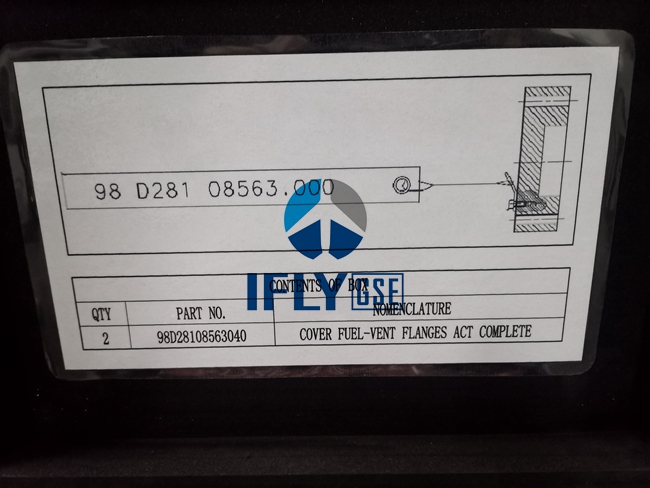 98 D281 08563.000
IFLY GSE
CONTENTS OF BOX
QTY PART NO. NOMENCLATURE
2 98D28108563040 COVER FUEL-VENT FLANGES ACT COMPLETE